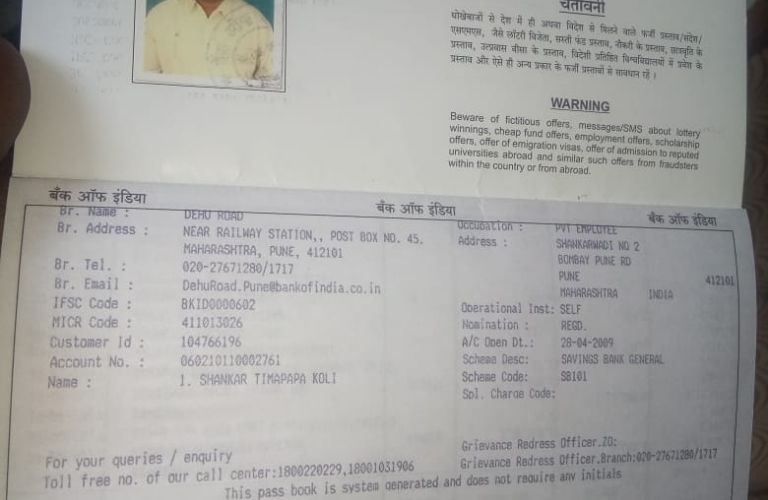 चेतावनी
धोखेबाजों से देश में ही अथवा विदेश से मिलने वाले फर्जी प्रस्ताव/संदेश/
एसएमएस, जैसे लॉटरी विजेता, सस्ती फंड प्रस्ताव, नौकरी के प्रस्ताव, छात्रवृति के
प्रस्ताव, उत्प्रवास वीसा के प्रस्ताव, विदेशी प्रतिष्ठित विश्वविद्यालयों में प्रवेश के
प्रस्ताव और ऐसे ही अन्य प्रकार के फर्जी प्रस्तावों से सावधान रहें ।
WARNING
Beware of fictitious offers, messages/SMS about lottery
winnings, cheap fund offers, employment offers, scholarship
offers, offer of emigration visas, offer of admission to reputed
universities abroad and similar such offers from fraudsters
within the country or from abroad.
बैंक ऑफ इंडिया बैंक ऑफ इंडिया बैंक ऑफ इंडिया
Br. Name : DEHU ROAD
Br. Address : NEAR RAILWAY STATION,, POST BOX NO. 45,
MAHARASHTRA, PUNE, 412101
Br. Tel. : 020-27671280/1717
Br. Email : DehuRoad.Pune@bankofindia.co.in
IFSC Code : BKID0000602
MICR Code : 411013026
Customer Id : 104766196
Account No. : 060210110002761
Name : 1. SHANKAR TIMAPAPA KOLI
Occupation : PVT EMPLOYEE
Address : SHANKARWADI NO 2
BOMBAY PUNE RD
PUNE 412101
MAHARASHTRA INDIA
Operational Inst: SELF
Nomination : REGD.
A/C Open Dt.: 28-04-2009
Scheme Desc: SAVINGS BANK GENERAL
Scheme Code: SB101
Spl. Charge Code:
For your queries / enquiry
Toll free no. of our call center:1800220229,18001031906
Grievance Redress Officer.ZO:
Grievance Redress Officer.Branch:020-27671280/1717
This pass book is system generated and does not require any initials